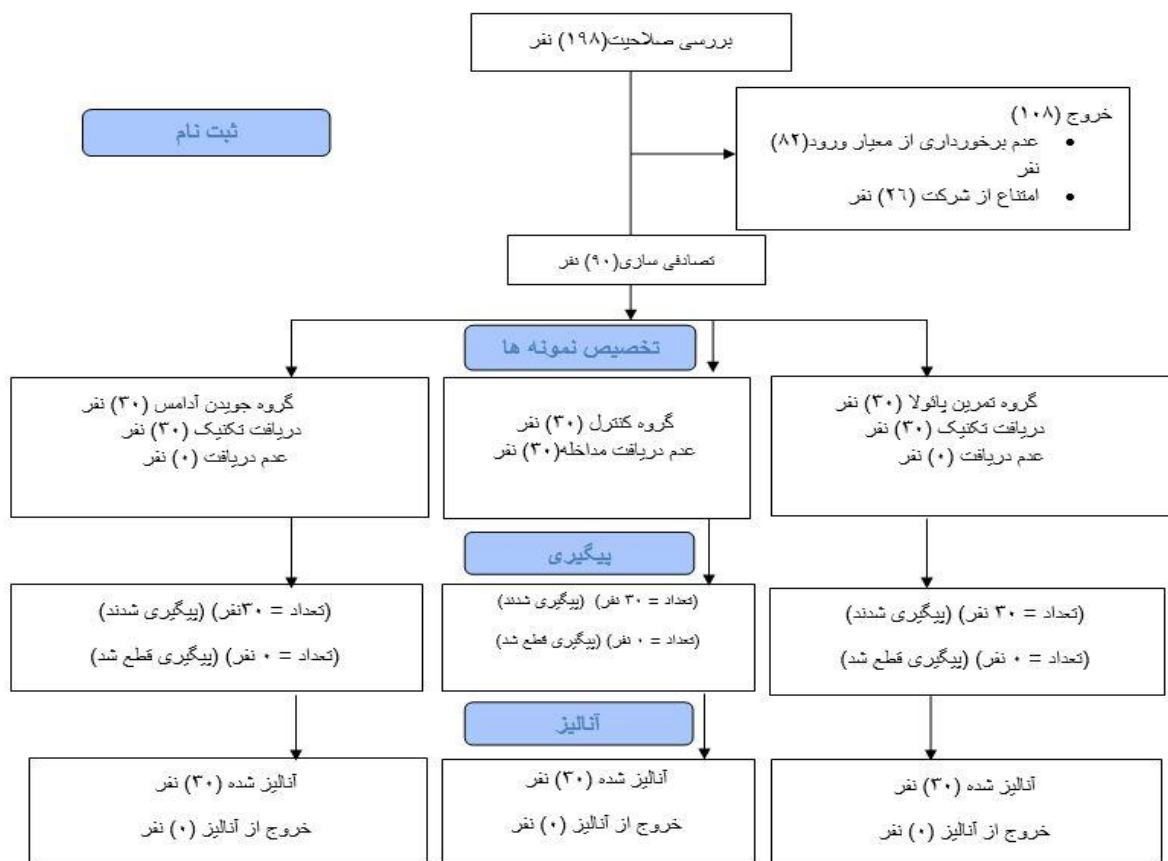 بررسی صلاحیت(۱۹۸) نفر
ثبت نام
خروج (۱۰۸)
• عدم برخورداری از معیار ورود(۸۲)
نفر
• امتناع از شرکت (۲٦) نفر
تصادفی سازی(۹۰) نفر
تخصیص نمونه ها
گروه تمرین پائولا (۳۰) نفر
دریافت تکنیک (۳۰) نفر
عدم دریافت (۰) نفر
گروه کنترل (۳۰) نفر
عدم دریافت مداخله(۳۰) نفر
گروه جویدن آدامس (۳۰) نفر
دریافت تکنیک (۳۰) نفر
عدم دریافت (۰) نفر
پیگیری
(تعداد = ۳۰ نفر) (پیگیری شدند)
(تعداد = ۰ نفر) (پیگیری قطع شد)
(تعداد = ۳۰ نفر) (پیگیری شدند)
(تعداد = ۰ نفر) (پیگیری قطع شد)
(تعداد = ۳۰نفر) (پیگیری شدند)
(تعداد = ۰ نفر) (پیگیری قطع شد)
آنالیز
آنالیز شده (۳۰) نفر
خروج از آنالیز (۰) نفر
آنالیز شده (۳۰) نفر
خروج از آنالیز (۰) نفر
آنالیز شده (۳۰) نفر
خروج از آنالیز (۰) نفر